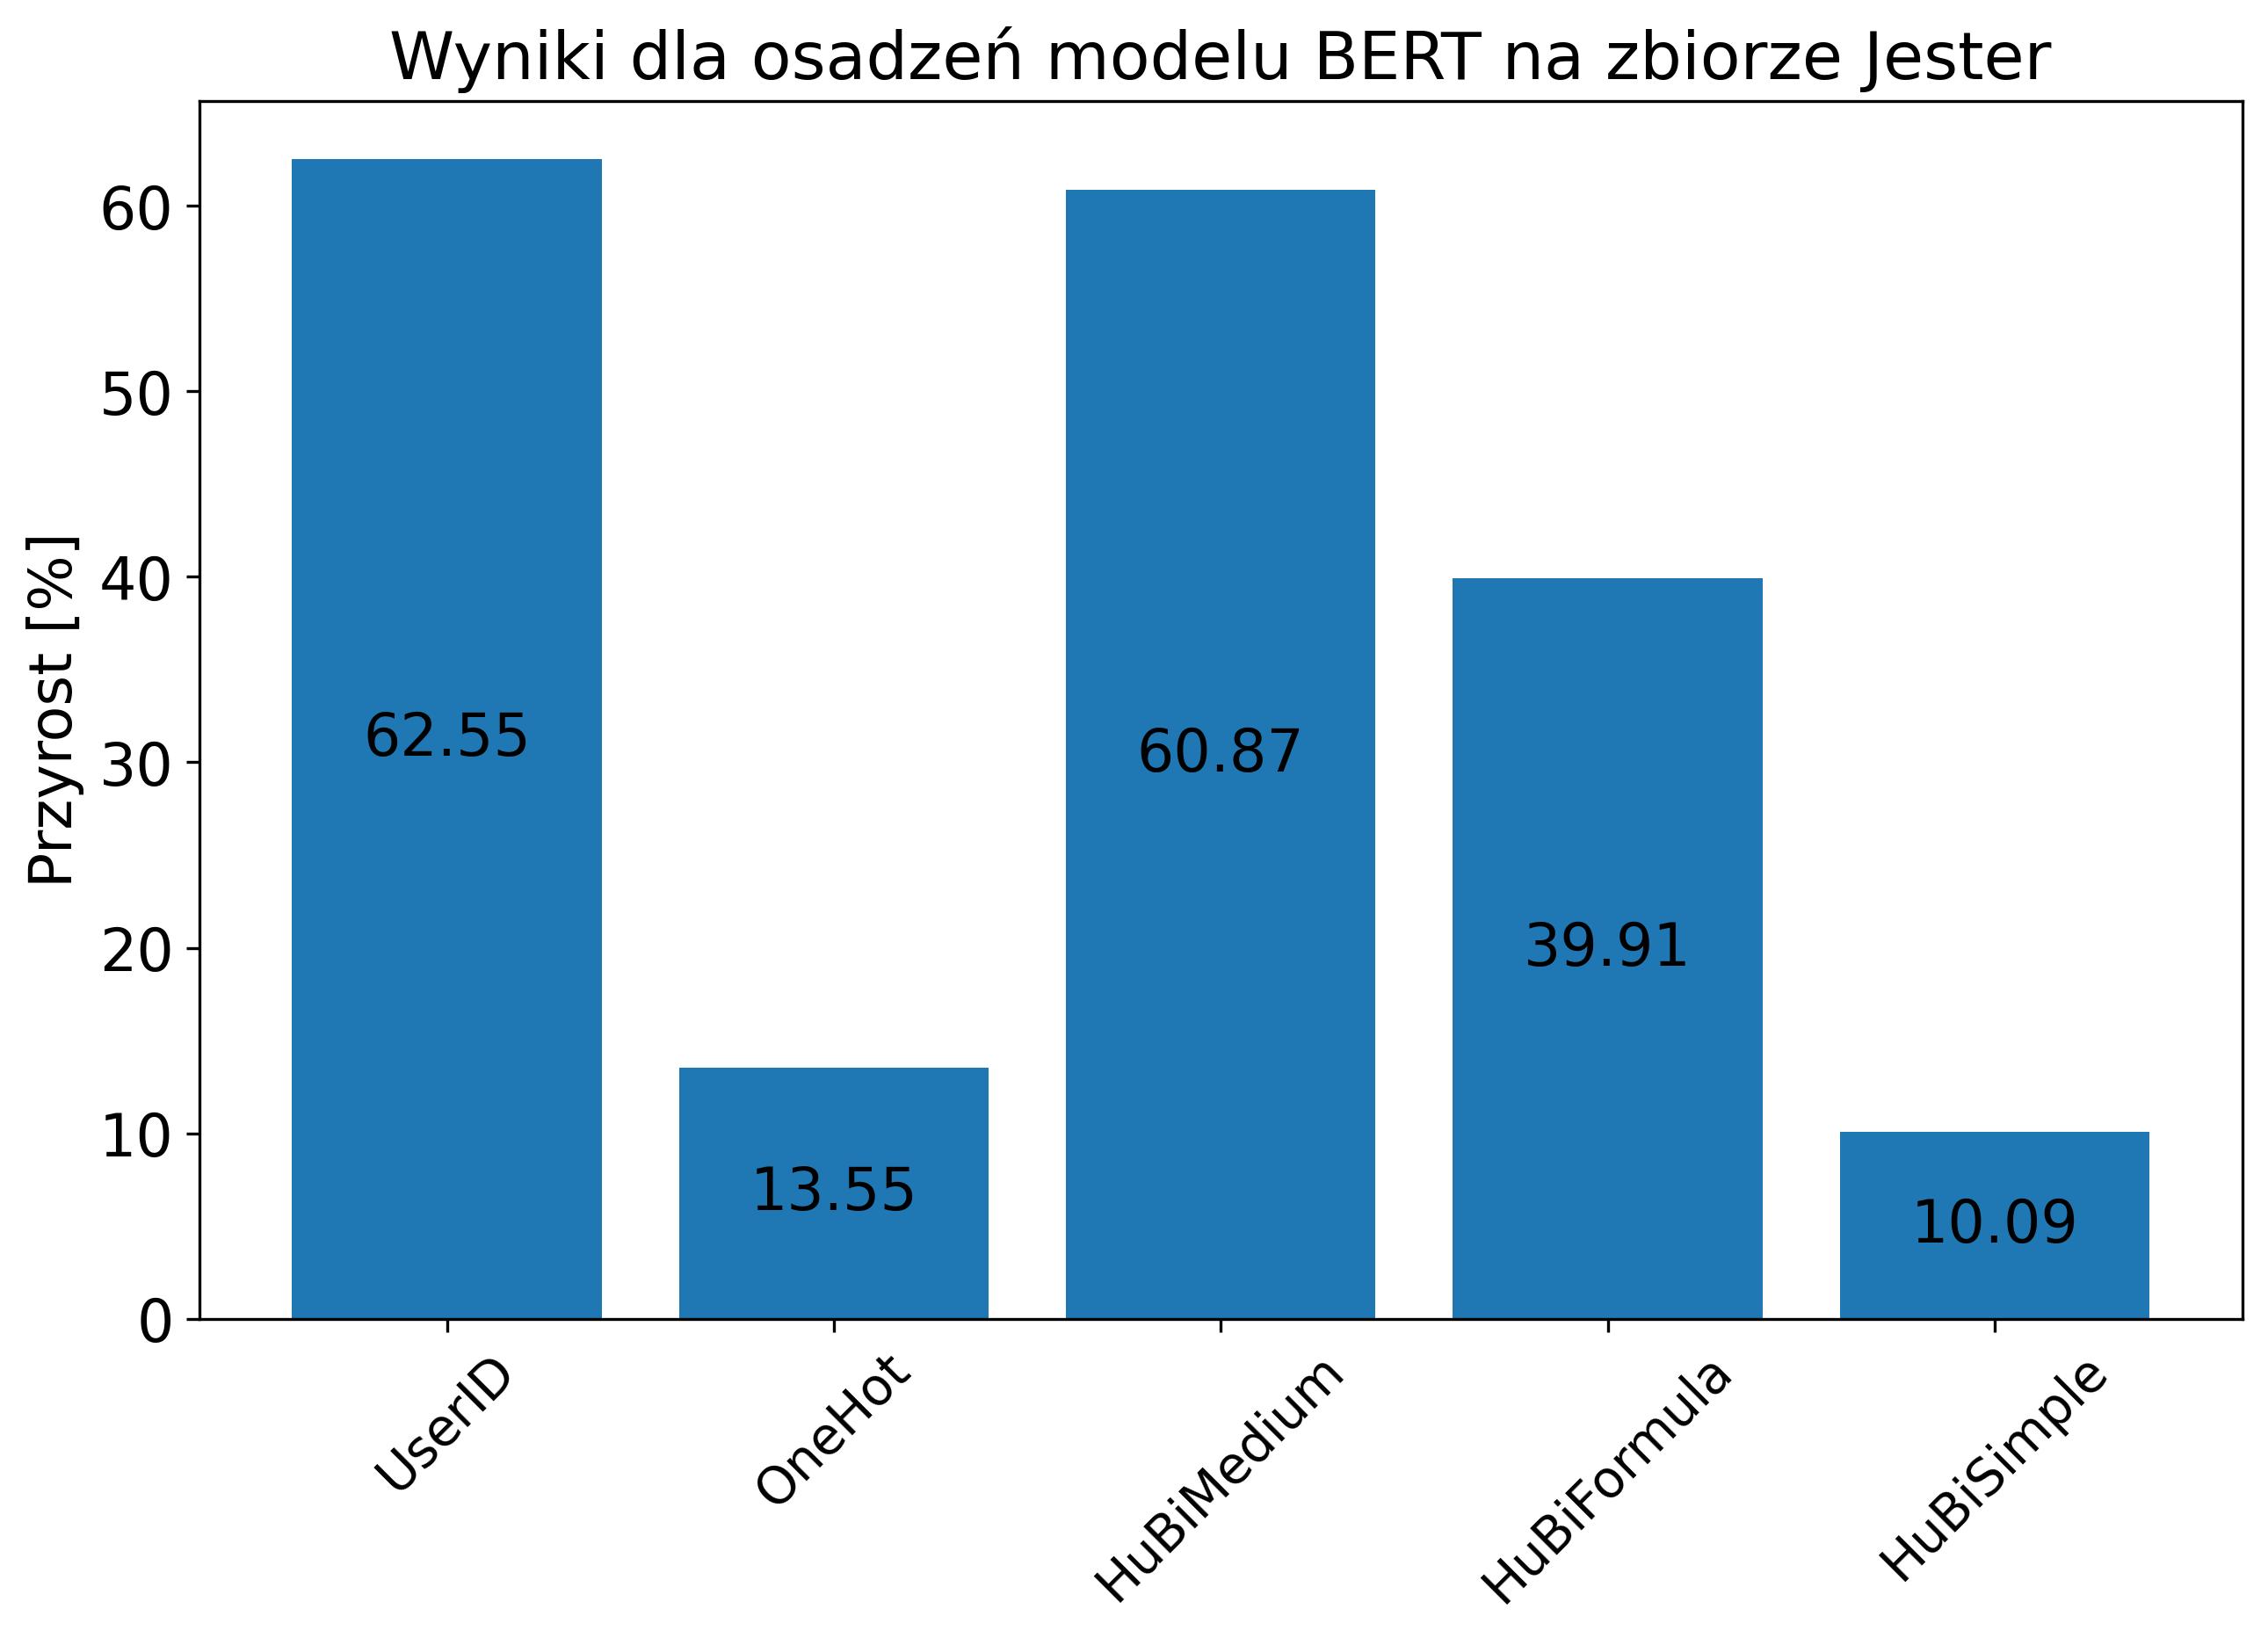 Wyniki dla osadzeń modelu BERT na zbiorze Jester
Przyrost [%]
60
50
40
30
20
10
0
62.55
13.55
60.87
39.91
10.09
UserID
OneHot
HuBiMedium
HuBiFormula
HuBiSimple